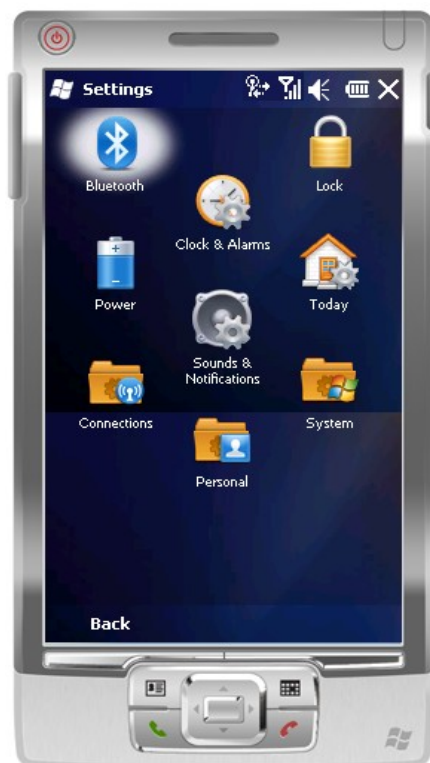 Settings
Bluetooth
Lock
Clock & Alarms
Power
Today
Sounds &
Notifications
Connections
System
Personal
Back